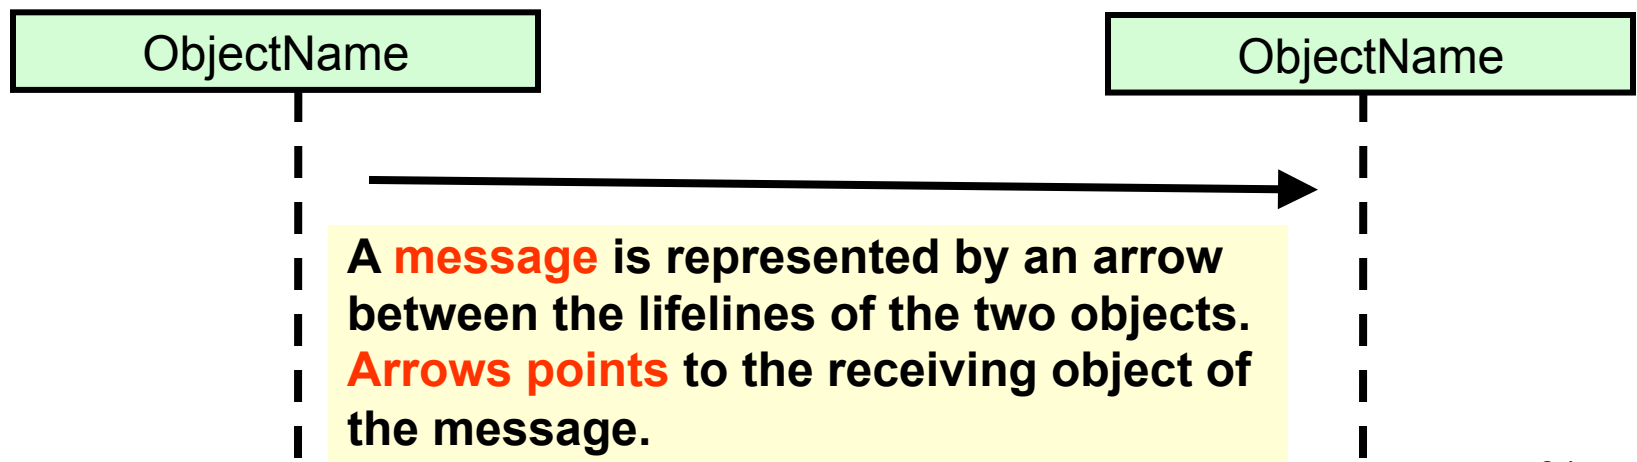 ObjectName
ObjectName
A message is represented by an arrow
between the lifelines of the two objects.
Arrows points to the receiving object of
the message.